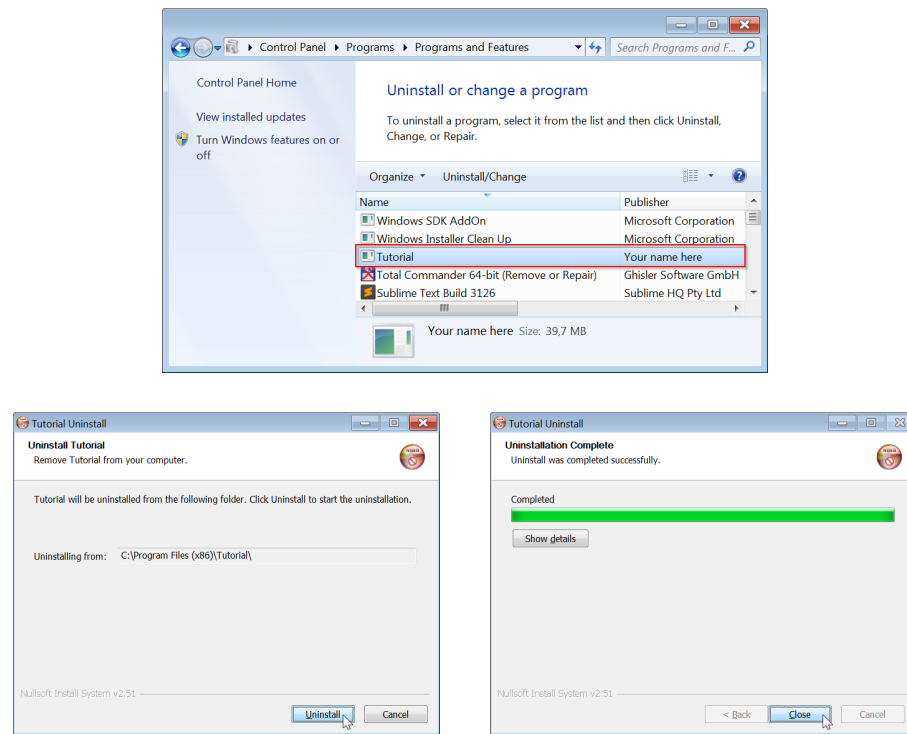 Control Panel Programs Programs and Features Search Programs and F...
Control Panel Home
View installed updates
Turn Windows features on or
off
Uninstall or change a program
To uninstall a program, select it from the list and then click Uninstall,
Change, or Repair.
Organize Uninstall/Change
Name Publisher
Windows SDK AddOn Microsoft Corporation
Windows Installer Clean Up Microsoft Corporation
Tutorial Your name here
Total Commander 64-bit (Remove or Repair) Ghisler Software GmbH
Sublime Text Build 3126 Sublime HQ Pty Ltd
Your name here Size: 39,7 MB
Tutorial Uninstall
Uninstall Tutorial
Remove Tutorial from your computer.
Tutorial will be uninstalled from the following folder. Click Uninstall to start the uninstallation.
Uninstalling from: C:\Program Files (x86)\Tutorial\
Nullsoft Install System v2.51
Uninstall Cancel
Tutorial Uninstall
Uninstallation Complete
Uninstall was completed successfully.
Completed
Show details
Nullsoft Install System v2.51
< Back Close Cancel